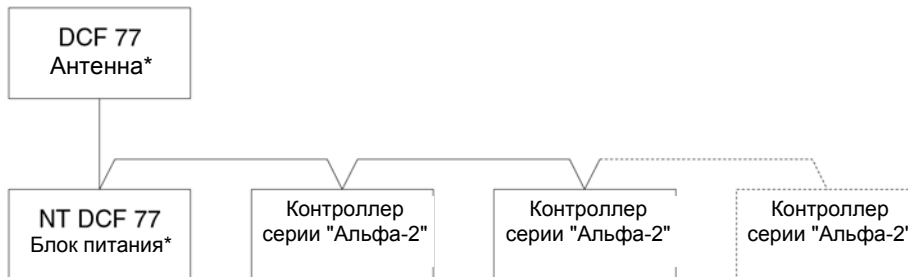 DCF 77
Антенна*
NT DCF 77
Блок питания*
Контроллер
серии "Альфа-2"
Контроллер
серии "Альфа-2"
Контроллер
серии "Альфа-2"